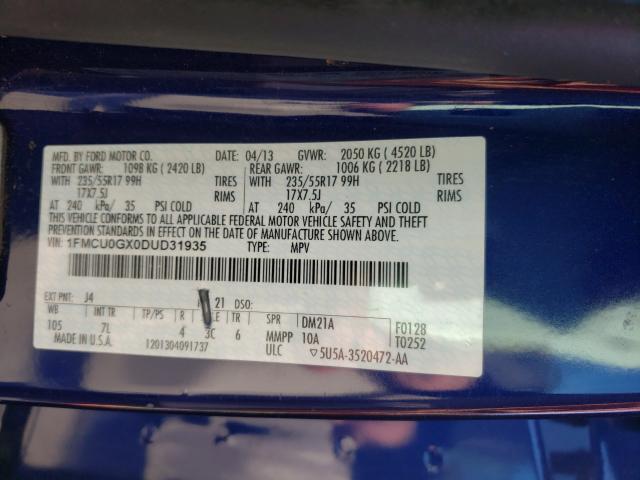 MFD. BY FORD MOTOR CO. DATE: 04/13 GVWR: 2050 KG ( 4520 LB)
FRONT GAWR: 1098 KG ( 2420 LB) REAR GAWR: 1006 KG ( 2218 LB)
WITH 235/55R17 99H TIRES WITH 235/55R17 99H TIRES
17X7.5J RIMS 17X7.5J RIMS
AT 240 kPa/ 35 PSI COLD AT 240 kPa/ 35 PSI COLD
THIS VEHICLE CONFORMS TO ALL APPLICABLE FEDERAL MOTOR VEHICLE SAFETY AND THEFT
PREVENTION STANDARDS IN EFFECT ON THE DATE OF MANUFACTURE SHOWN ABOVE.
VIN: 1FMCU0GX0DUD31935 TYPE: MPV
EXT PNT: J4 21 DSO:
WB INT TR TP/PS R LE TR SPR DM21A F0128
105 7L 4 3C 6 MMPP 10A T0252
MADE IN U.S.A. 1201304091737 ULC 5U5A-3520472-AA